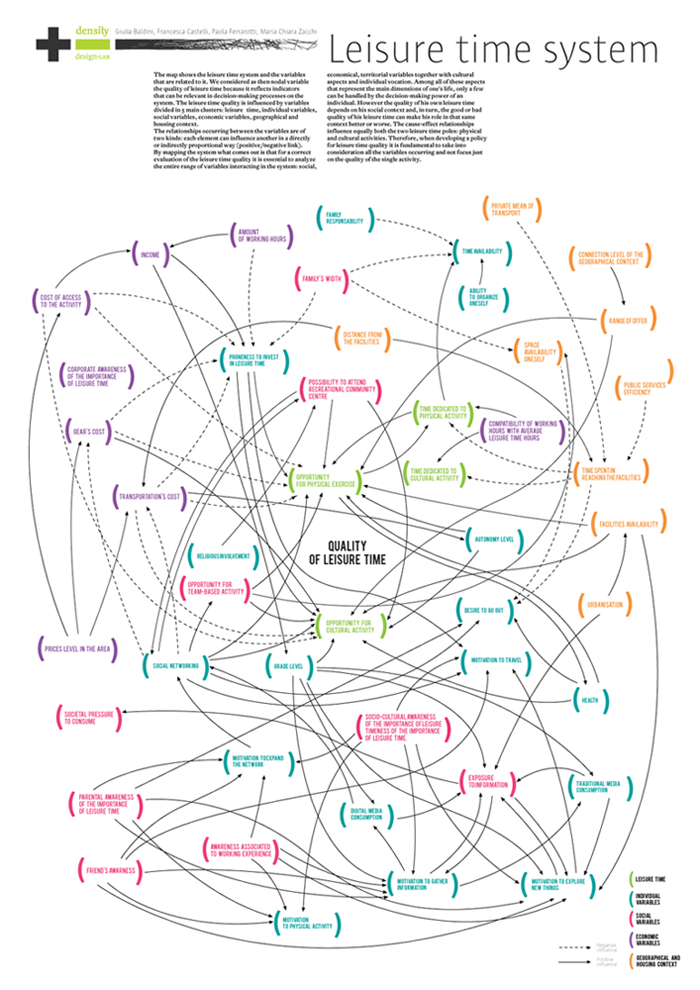 density
design-LAB
Giulia Baldini, Francesca Castelli, Paola Ferrarotti, Maria Chiara Zacchi
Leisure time system
The map shows the leisure time system and the variables
that are related to it. We considered as then nodal variable
the quality of leisure time because it reflects indicators
that can be relevant in decision-making processes on the
system. The leisure time quality is influenced by variables
divided in 5 main clusters: leisure time, individual variables,
social variables, economic variables, geographical and
housing context.
The relationships occurring between the variables are of
two kinds: each element can influence another in a directly
or indirectly proportional way (positive/negative link).
By mapping the system what comes out is that for a correct
evaluation of the leisure time quality it is essential to analyze
the entire range of variables interacting in the system: social,
economical, territorial variables together with cultural
aspects and individual vocation. Among all of these aspects
that represent the main dimensions of one's life, only a few
can be handled by the decision-making power of an
individual. However the quality of his own leisure time
depends on his social context and, in turn, the good or bad
quality of his leisure time can make his role in that same
context better or worse. The cause-effect relationships
influence equally both the two leisure time poles: physical
and cultural activities. Therefore, when developing a policy
for leisure time quality it is fundamental to take into
consideration all the variables occurring and not focus just
on the quality of the single activity.
FAMILY
RESPONSABILITY
PRIVATE MEAN OF
TRANSPORT
AMOUNT
OF WORKING HOURS
INCOME
TIME AVAILABILITY
CONNECTION LEVEL OF THE
GEOGRAPHICAL CONTEXT
FAMILY'S WIDTH
COST OF ACCESS
TO THE ACTIVITY
ABILITY
TO ORGANIZE
ONESELF
RANGE OF OFFER
DISTANCE FROM
THE FACILITIES
SPACE
AVAILABILITY
ONESELF
PRONENESS TO INVEST
IN LEISURE TIME
CORPORATE AWARENESS
OF THE IMPORTANCE
OF LEISURE TIME
POSSIBILITY TO ATTEND
RECREATIONAL COMMUNITY
CENTRE
PUBLIC SERVICES
EFFICIENCY
TIME DEDICATED TO
PHYSICAL ACTIVITY
GEAR'S COST
COMPATIBILITY OF WORKING
HOURS WITH AVERAGE
LEISURE TIME HOURS
TIME DEDICATED TO
CULTURAL ACTIVITY
TIME SPENT IN
REACHING THE FACILITIES
OPPORTUNITY
FOR PHYSICAL EXERCISE
TRANSPORTATION'S COST
FACILITIES AVAILABILITY
AUTONOMY LEVEL
QUALITY
OF LEISURE TIME
RELIGIOUS INVOLVEMENT
OPPORTUNITY FOR
TEAM-BASED ACTIVITY
DESIRE TO GO OUT
URBANISATION
OPPORTUNITY FOR
CULTURAL ACTIVITY
PRICES LEVEL IN THE AREA
SOCIAL NETWORKING
GRADE LEVEL
MOTIVATION TO TRAVEL
HEALTH
SOCIETAL PRESSURE
TO CONSUME
SOCIO-CULTURAL AWARENESS
OF THE IMPORTANCE OF LEISURE
TIMENESS OF THE IMPORTANCE
OF LEISURE TIME.
MOTIVATION TO EXPAND
THE NETWORK
EXPOSURE
TO INFORMATION
TRADITIONAL MEDIA
CONSUMPTION
PARENTAL AWARENESS
OF THE IMPORTANCE
OF LEISURE TIME
DIGITAL MEDIA
CONSUMPTION
AWARENESS ASSOCIATED
TO WORKING EXPERIENCE
FRIEND'S AWARNESS
MOTIVATION TO GATHER
INFORMATION
MOTIVATION TO EXPLORE
NEW THINGS
MOTIVATION
TO PHYSICAL ACTIVITY
LEISURE TIME
INDIVIDUAL
VARIABLES
SOCIAL
VARIABLES
ECONOMIC
VARIABLES
GEOGRAPHICAL AND
HOUSING CONTEXT
Negative
influence
Positive
influence